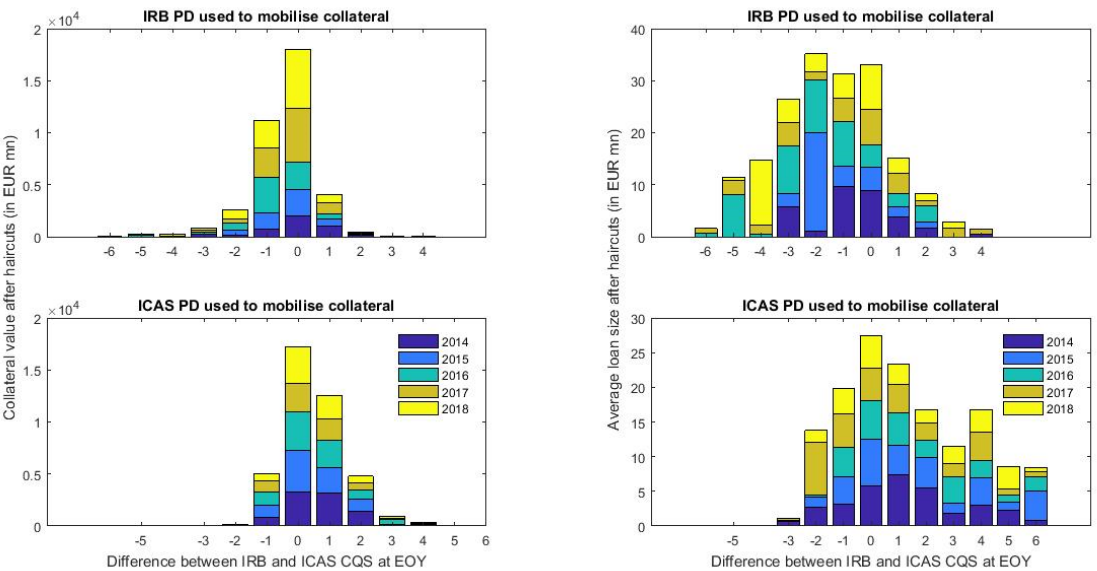 IRB PD used to mobilise collateral
×10⁴
2
1.5
1
0.5
0
-6 -5 -4 -3 -2 -1 0 1 2 3 4
IRB PD used to mobilise collateral
40
30
20
10
0
-6 -5 -4 -3 -2 -1 0 1 2 3 4
Collateral value after haircuts (in EUR mn)
Average loan size after haircuts (in EUR mn)
ICAS PD used to mobilise collateral
×10⁴
2
1.5
1
0.5
0
2014
2015
2016
2017
2018
-5 -3 -2 -1 0 1 2 3 4 5 6
Difference between IRB and ICAS CQS at EOY
ICAS PD used to mobilise collateral
30
25
20
15
10
5
0
2014
2015
2016
2017
2018
-5 -3 -2 -1 0 1 2 3 4 5 6
Difference between IRB and ICAS CQS at EOY